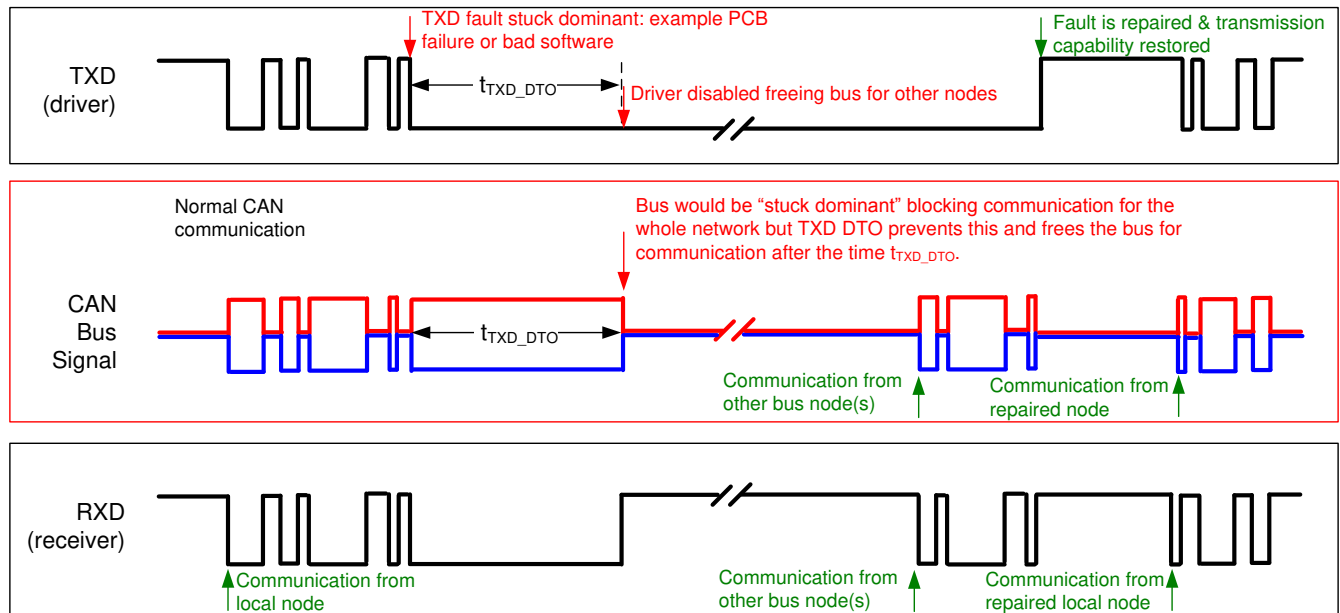 TXD fault stuck dominant: example PCB
failure or bad software
Fault is repaired & transmission
capability restored
TXD
(driver)
tTXD_DTO
Driver disabled freeing bus for other nodes
Normal CAN
communication
Bus would be “stuck dominant” blocking communication for the
whole network but TXD DTO prevents this and frees the bus for
communication after the time tTXD_DTO.
CAN
Bus
Signal
tTXD_DTO
Communication from
other bus node(s)
Communication from
repaired node
RXD
(receiver)
Communication from
local node
Communication from
other bus node(s)
Communication from
repaired local node